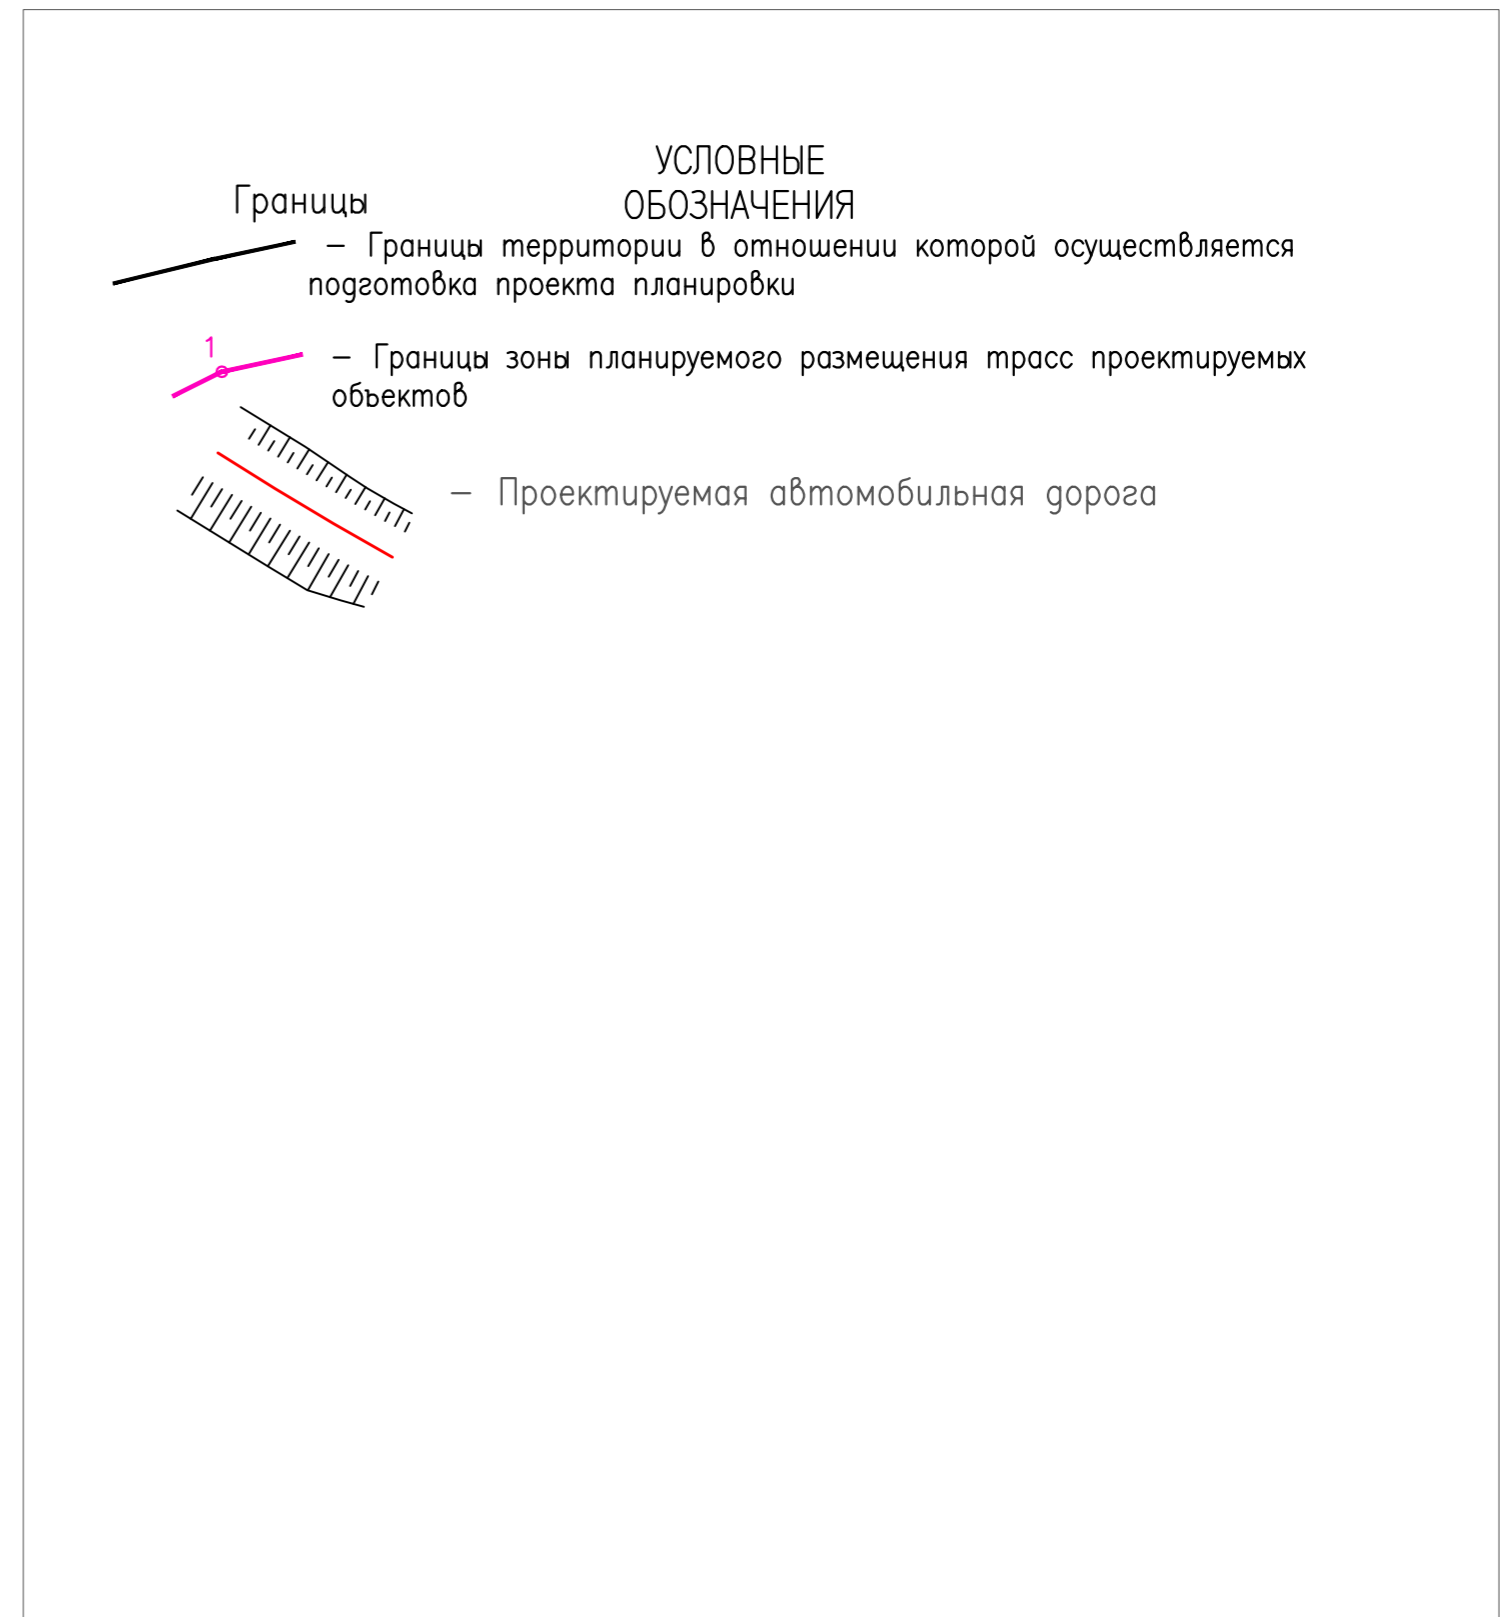 УСЛОВНЫЕ
ОБОЗНАЧЕНИЯ
Границы
– Границы территории в отношении которой осуществляется
подготовка проекта планировки
1
– Границы зоны планируемого размещения трасс проектируемых
объектов
– Проектируемая автомобильная дорога